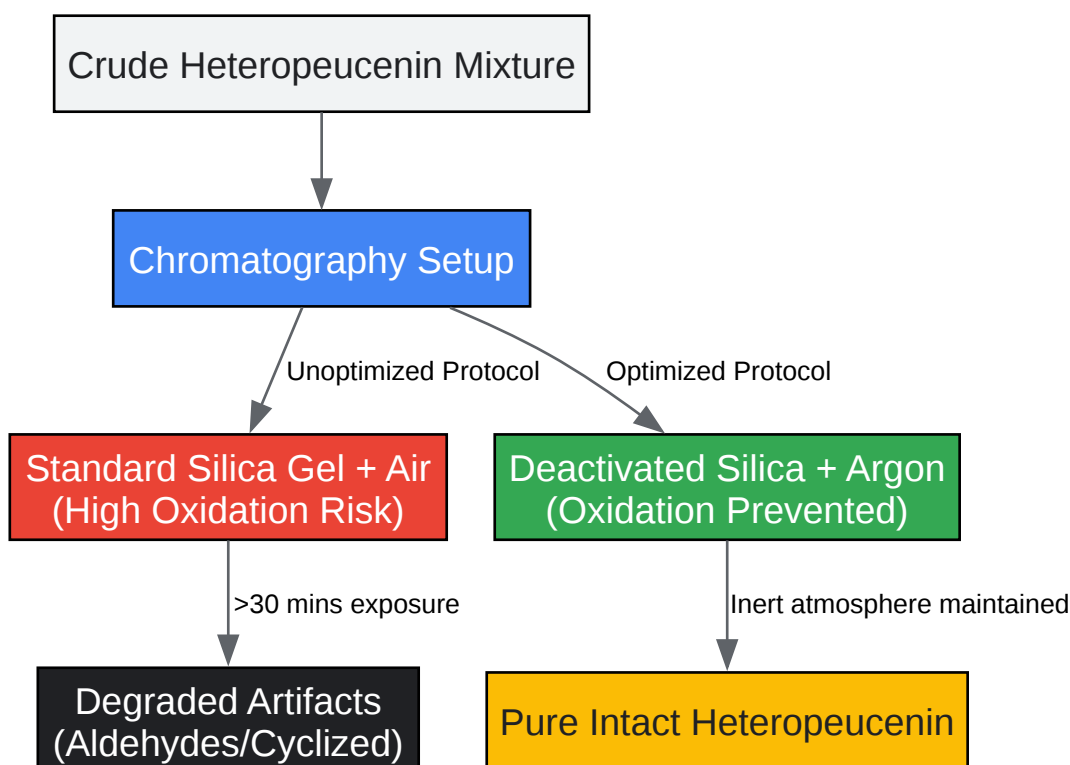 Crude Heteropeucenin Mixture
Chromatography Setup
Unoptimized Protocol
Optimized Protocol
Standard Silica Gel + Air
(High Oxidation Risk)
Deactivated Silica + Argon
(Oxidation Prevented)
>30 mins exposure
Inert atmosphere maintained
Degraded Artifacts
(Aldehydes/Cyclized)
Pure Intact Heteropeucenin